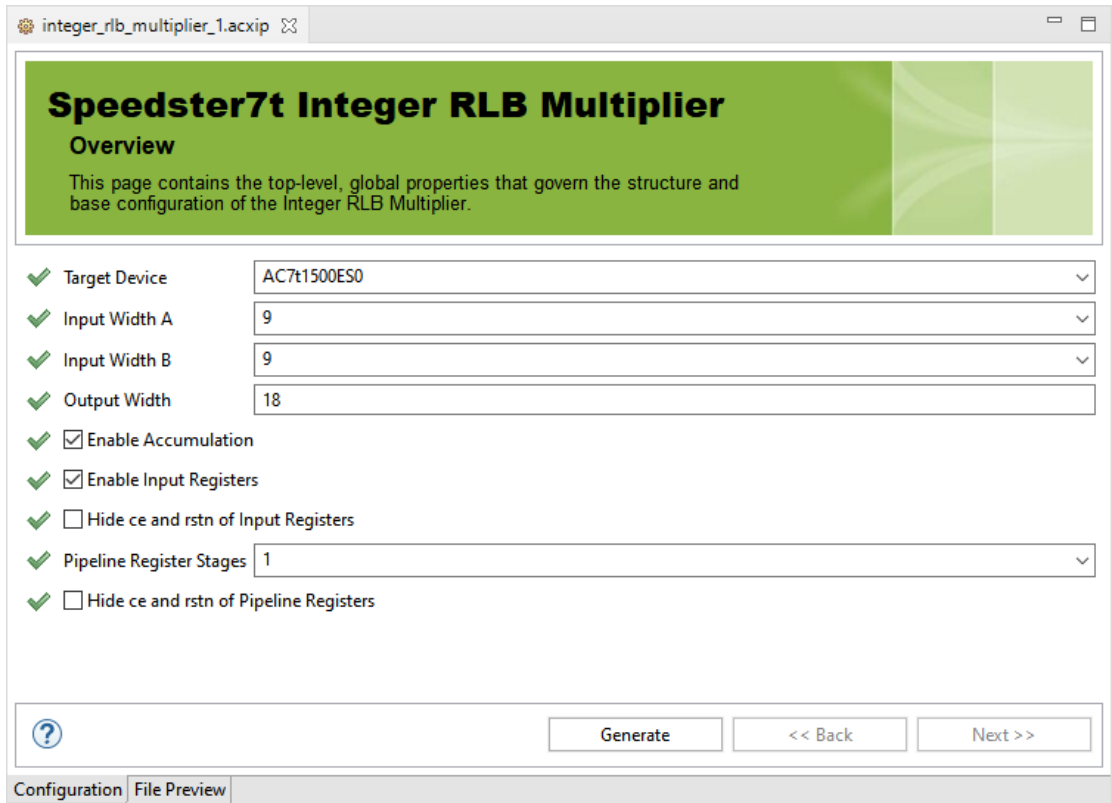 integer_rlb_multiplier_1.acxip
Speedster7t Integer RLB Multiplier
Overview
This page contains the top-level, global properties that govern the structure and
base configuration of the Integer RLB Multiplier.
Target Device AC7t1500ES0
Input Width A 9
Input Width B 9
Output Width 18
Enable Accumulation
Enable Input Registers
Hide ce and rstn of Input Registers
Pipeline Register Stages 1
Hide ce and rstn of Pipeline Registers
? Generate << Back Next >>
Configuration File Preview